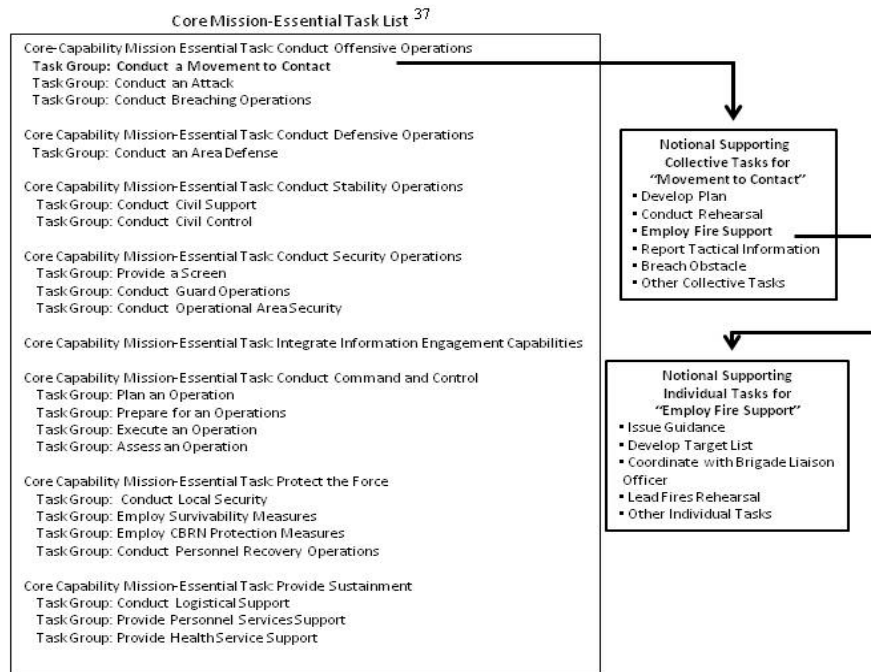 Core Mission-Essential Task List 37
Core-Capability Mission Essential Task: Conduct Offensive Operations
Task Group: Conduct a Movement to Contact
Task Group: Conduct an Attack
Task Group: Conduct Breaching Operations
Core Capability Mission-Essential Task: Conduct Defensive Operations
Task Group: Conduct an Area Defense
Core Capability Mission-Essential Task: Conduct Stability Operations
Task Group: Conduct Civil Support
Task Group: Conduct Civil Control
Core Capability Mission-Essential Task: Conduct Security Operations
Task Group: Provide a Screen
Task Group: Conduct Guard Operations
Task Group: Conduct Operational Area Security
Core Capability Mission-Essential Task: Integrate Information Engagement Capabilities
Core Capability Mission-Essential Task: Conduct Command and Control
Task Group: Plan an Operation
Task Group: Prepare for an Operations
Task Group: Execute an Operation
Task Group: Assess an Operation
Core Capability Mission-Essential Task: Protect the Force
Task Group: Conduct Local Security
Task Group: Employ Survivability Measures
Task Group: Employ CBRN Protection Measures
Task Group: Conduct Personnel Recovery Operations
Core Capability Mission-Essential Task: Provide Sustainment
Task Group: Conduct Logistical Support
Task Group: Provide Personnel Services Support
Task Group: Provide Health Service Support
Notional Supporting
Collective Tasks for
“Movement to Contact”
▪ Develop Plan
▪ Conduct Rehearsal
▪ Employ Fire Support
▪ Report Tactical Information
▪ Breach Obstacle
▪ Other Collective Tasks
Notional Supporting
Individual Tasks for
“Employ Fire Support”
▪ Issue Guidance
▪ Develop Target List
▪ Coordinate with Brigade Liaison
Officer
▪ Lead Fires Rehearsal
▪ Other Individual Tasks